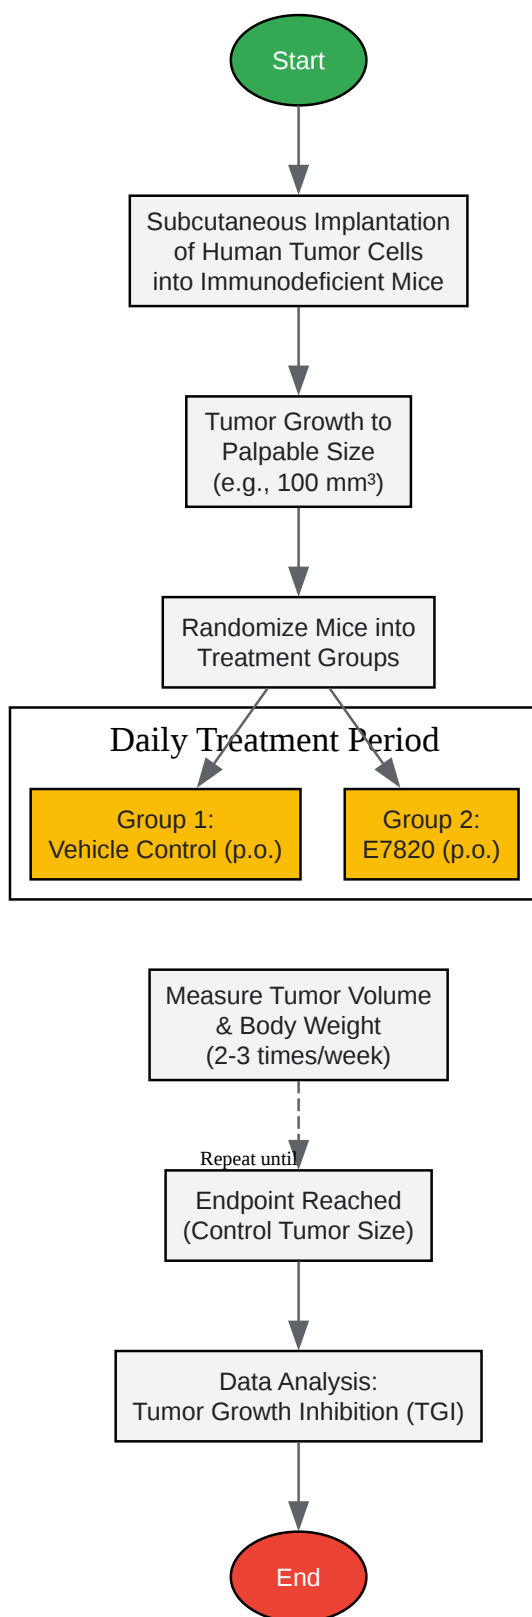 Start
Subcutaneous Implantation
of Human Tumor Cells
into Immunodeficient Mice
Tumor Growth to
Palpable Size
(e.g., 100 mm³)
Randomize Mice into
Treatment Groups
Daily Treatment Period
Group 1:
Vehicle Control (p.o.)
Group 2:
E7820 (p.o.)
Measure Tumor Volume
& Body Weight
(2-3 times/week)
Repeat until
Endpoint Reached
(Control Tumor Size)
Data Analysis:
Tumor Growth Inhibition (TGI)
End